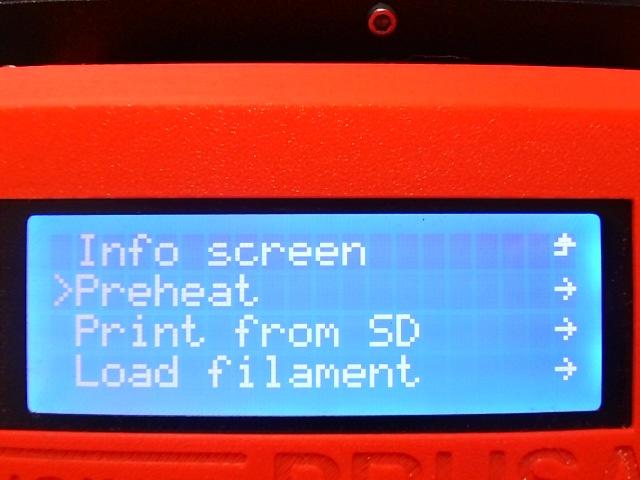 Info screen
>Preheat →
Print from SD →
Load filament →